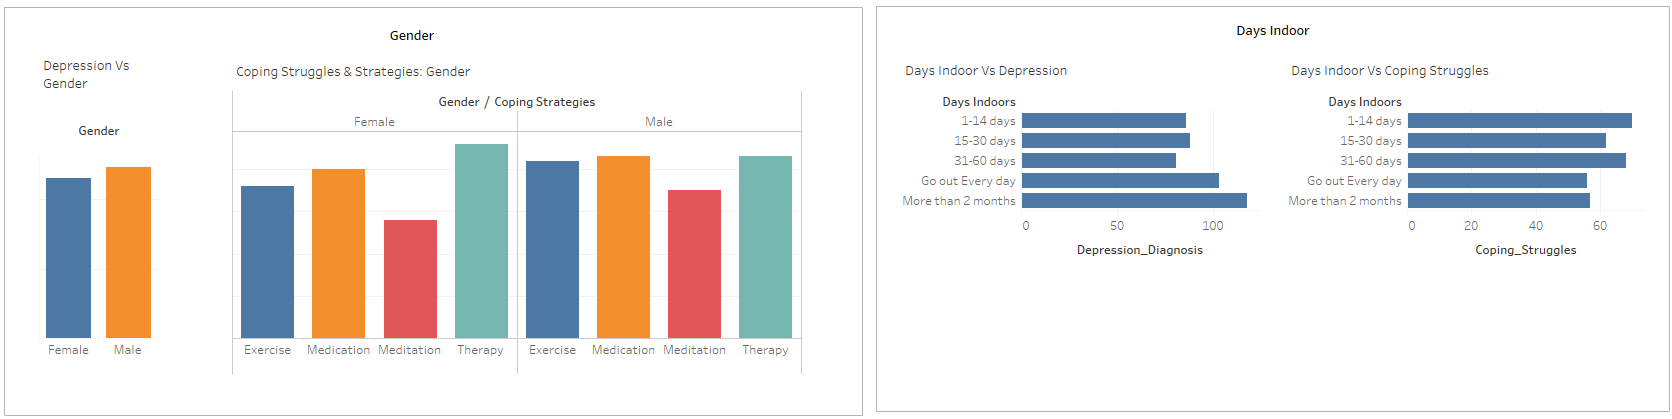 Gender
Depression Vs
Gender
Gender
Female Male
Coping Struggles & Strategies: Gender
Gender / Coping Strategies
Female Male
Exercise Medication Meditation Therapy Exercise Medication Meditation Therapy
Days Indoor
Days Indoor Vs Depression
Days Indoors
1-14 days
15-30 days
31-60 days
Go out Every day
More than 2 months
0 50 100
Depression_Diagnosis
Days Indoor Vs Coping Struggles
Days Indoors
1-14 days
15-30 days
31-60 days
Go out Every day
More than 2 months
0 20 40 60
Coping_Struggles